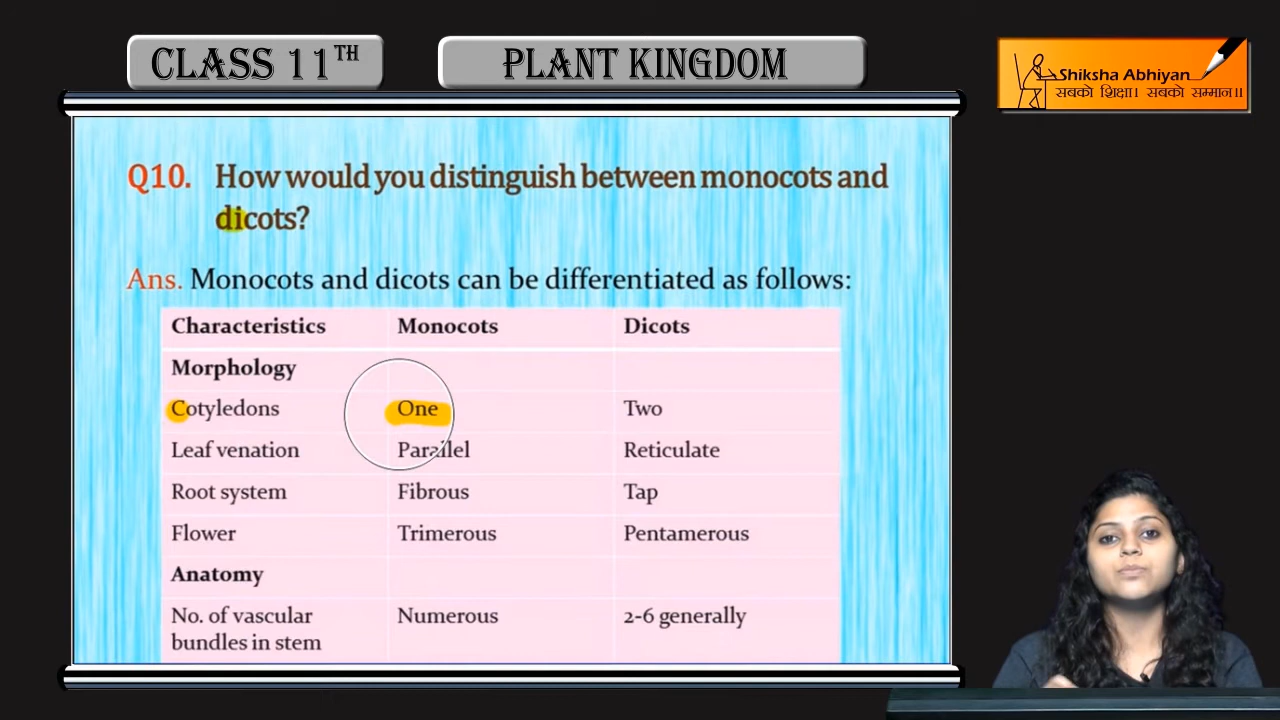 CLASS 11TH
PLANT KINGDOM
Shiksha Abhiyan
सबको शिक्षा। सबको सम्मान।।
Q10. How would you distinguish between monocots and
dicots?
Ans. Monocots and dicots can be differentiated as follows:
Characteristics Monocots Dicots
Morphology
Cotyledons One Two
Leaf venation Parallel Reticulate
Root system Fibrous Tap
Flower Trimerous Pentamerous
Anatomy
No. of vascular Numerous 2-6 generally
bundles in stem